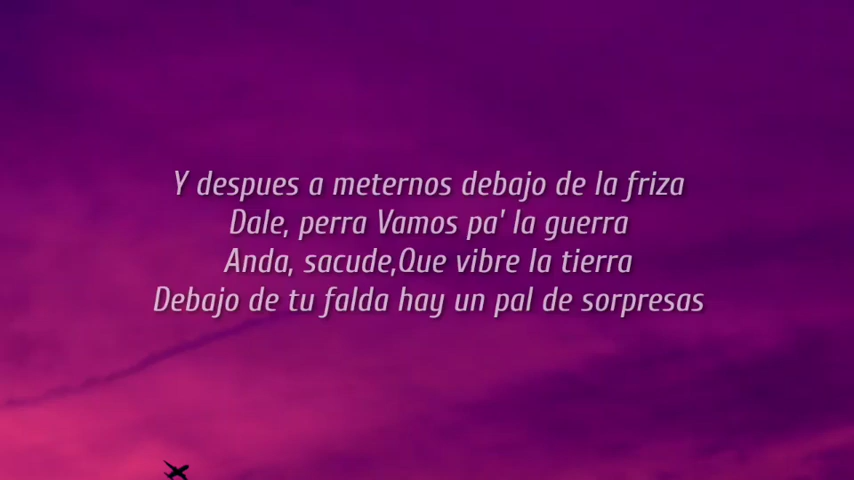 Y despues a meternos debajo de la friza
Dale, perra Vamos pa' la guerra
Anda, sacude,Que vibre la tierra
Debajo de tu falda hay un pal de sorpresas